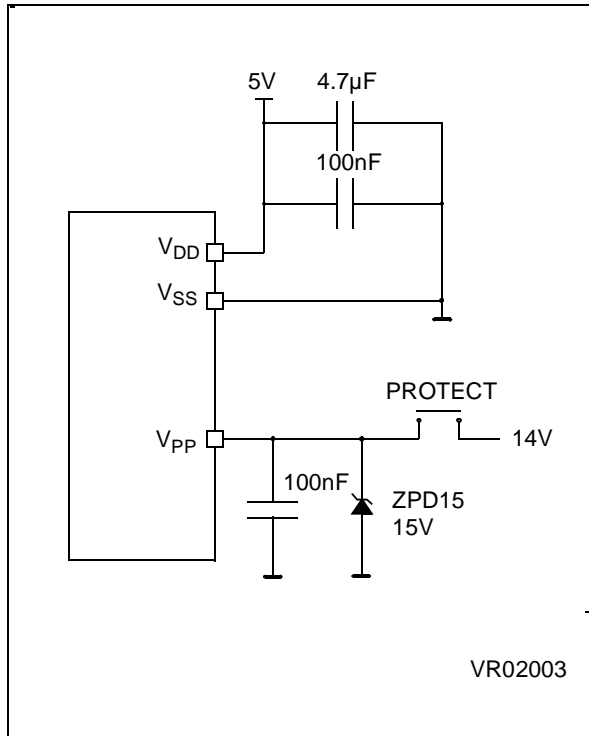 5V 4.7µF
100nF
VDD
VSS
PROTECT
VPP 14V
100nF ZPD15
15V
VR02003